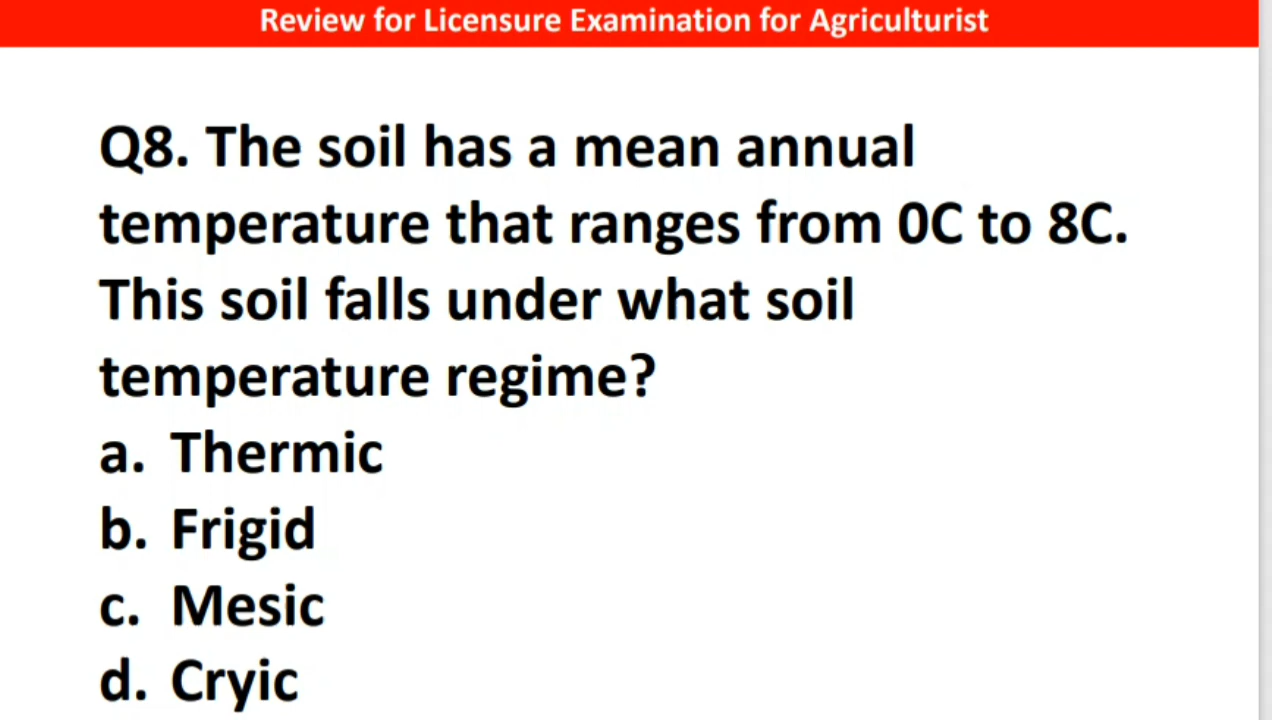 Review for Licensure Examination for Agriculturist
Q8. The soil has a mean annual
temperature that ranges from 0C to 8C.
This soil falls under what soil
temperature regime?
a. Thermic
b. Frigid
c. Mesic
d. Cryic